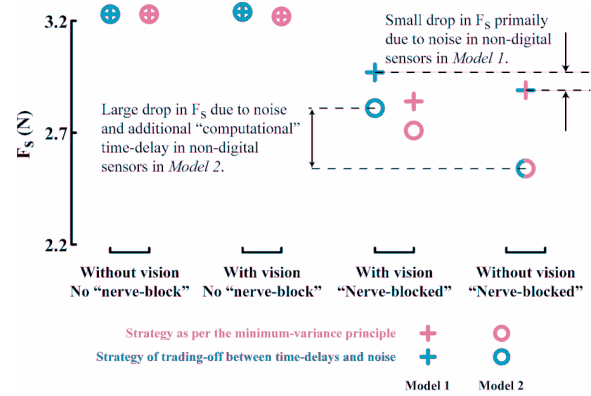 3.2
2.7
2.2
F_S (N)
Small drop in F_S primaily
due to noise in non-digital
sensors in Model 1.
Large drop in F_S due to noise
and additional “computational”
time-delay in non-digital
sensors in Model 2.
Without vision
No “nerve-block”
With vision
No “nerve-block”
With vision
“Nerve-blocked”
Without vision
“Nerve-blocked”
Strategy as per the minimum-variance principle
Strategy of trading-off between time-delays and noise
Model 1
Model 2